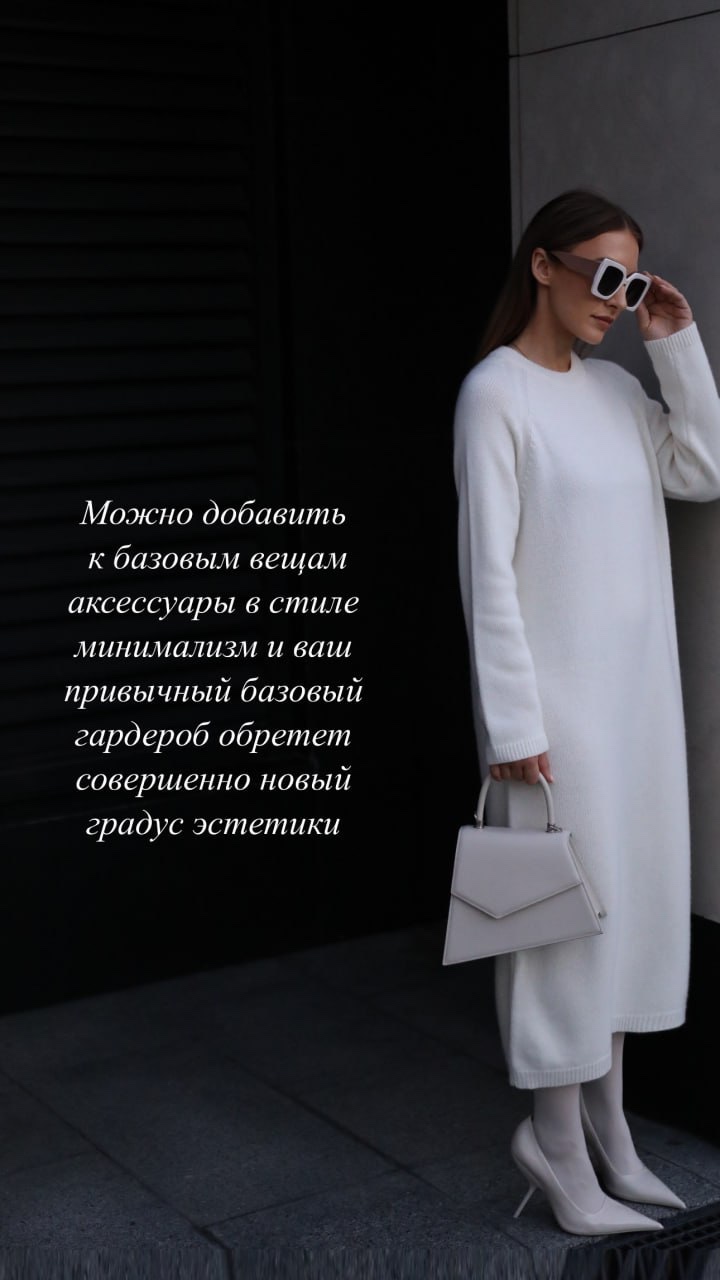 Можно добавить
к базовым вещам
аксессуары в стиле
минимализм и ваш
привычный базовый
гардероб обретет
совершенно новый
градус эстетики